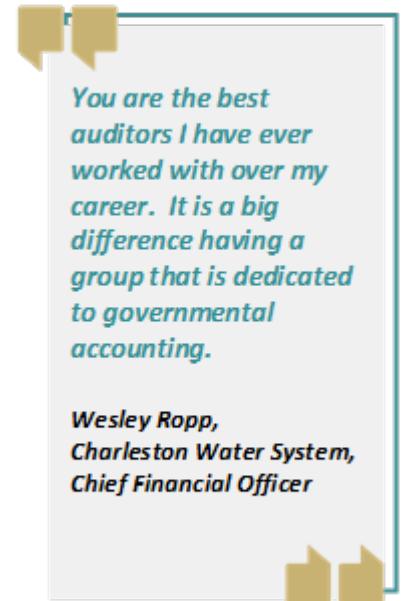 You are the best
auditors I have ever
worked with over my
career.  It is a big
difference having a
group that is dedicated
to governmental
accounting.
Wesley Ropp,
Charleston Water System,
Chief Financial Officer